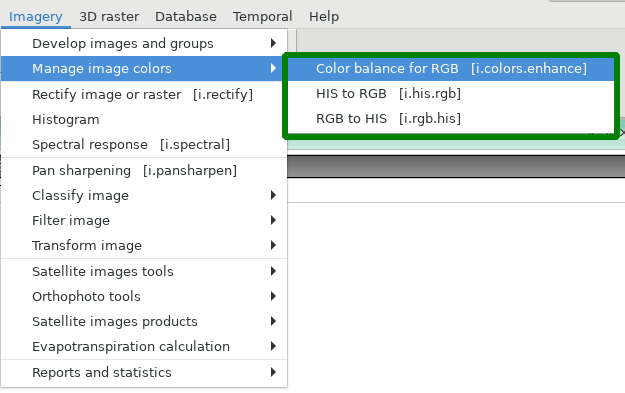 Imagery 3D raster Database Temporal Help
Develop images and groups
Manage image colors
Rectify image or raster [i.rectify]
Histogram
Spectral response [i.spectral]
Pan sharpening [i.pansharpen]
Classify image
Filter image
Transform image
Satellite images tools
Orthophoto tools
Satellite images products
Evapotranspiration calculation
Reports and statistics
Color balance for RGB [i.colors.enhance]
HIS to RGB [i.his.rgb]
RGB to HIS [i.rgb.his]